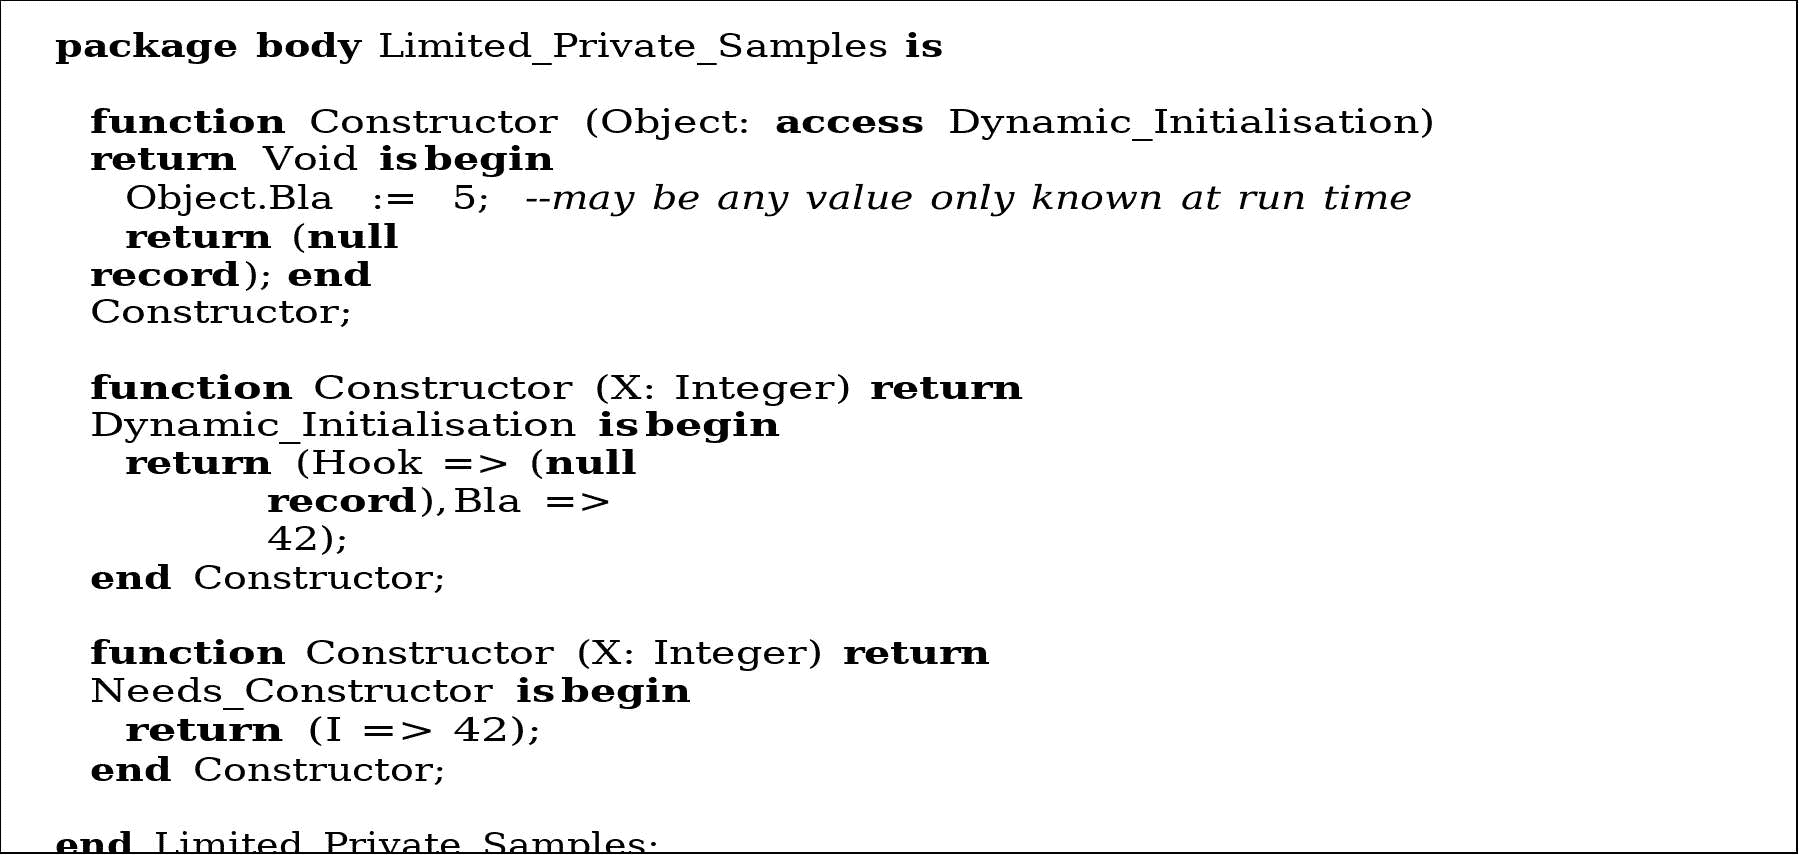 package body Limited_Private_Samples is
function Constructor (Object: access Dynamic_Initialisation)
return Void is begin
Object.Bla := 5; --may be any value only known at run time
return (null
record); end
Constructor;
function Constructor (X: Integer) return
Dynamic_Initialisation is begin
return (Hook => (null
record), Bla =>
42);
end Constructor;
function Constructor (X: Integer) return
Needs_Constructor is begin
return (I => 42);
end Constructor;
end Limited_Private_Samples;